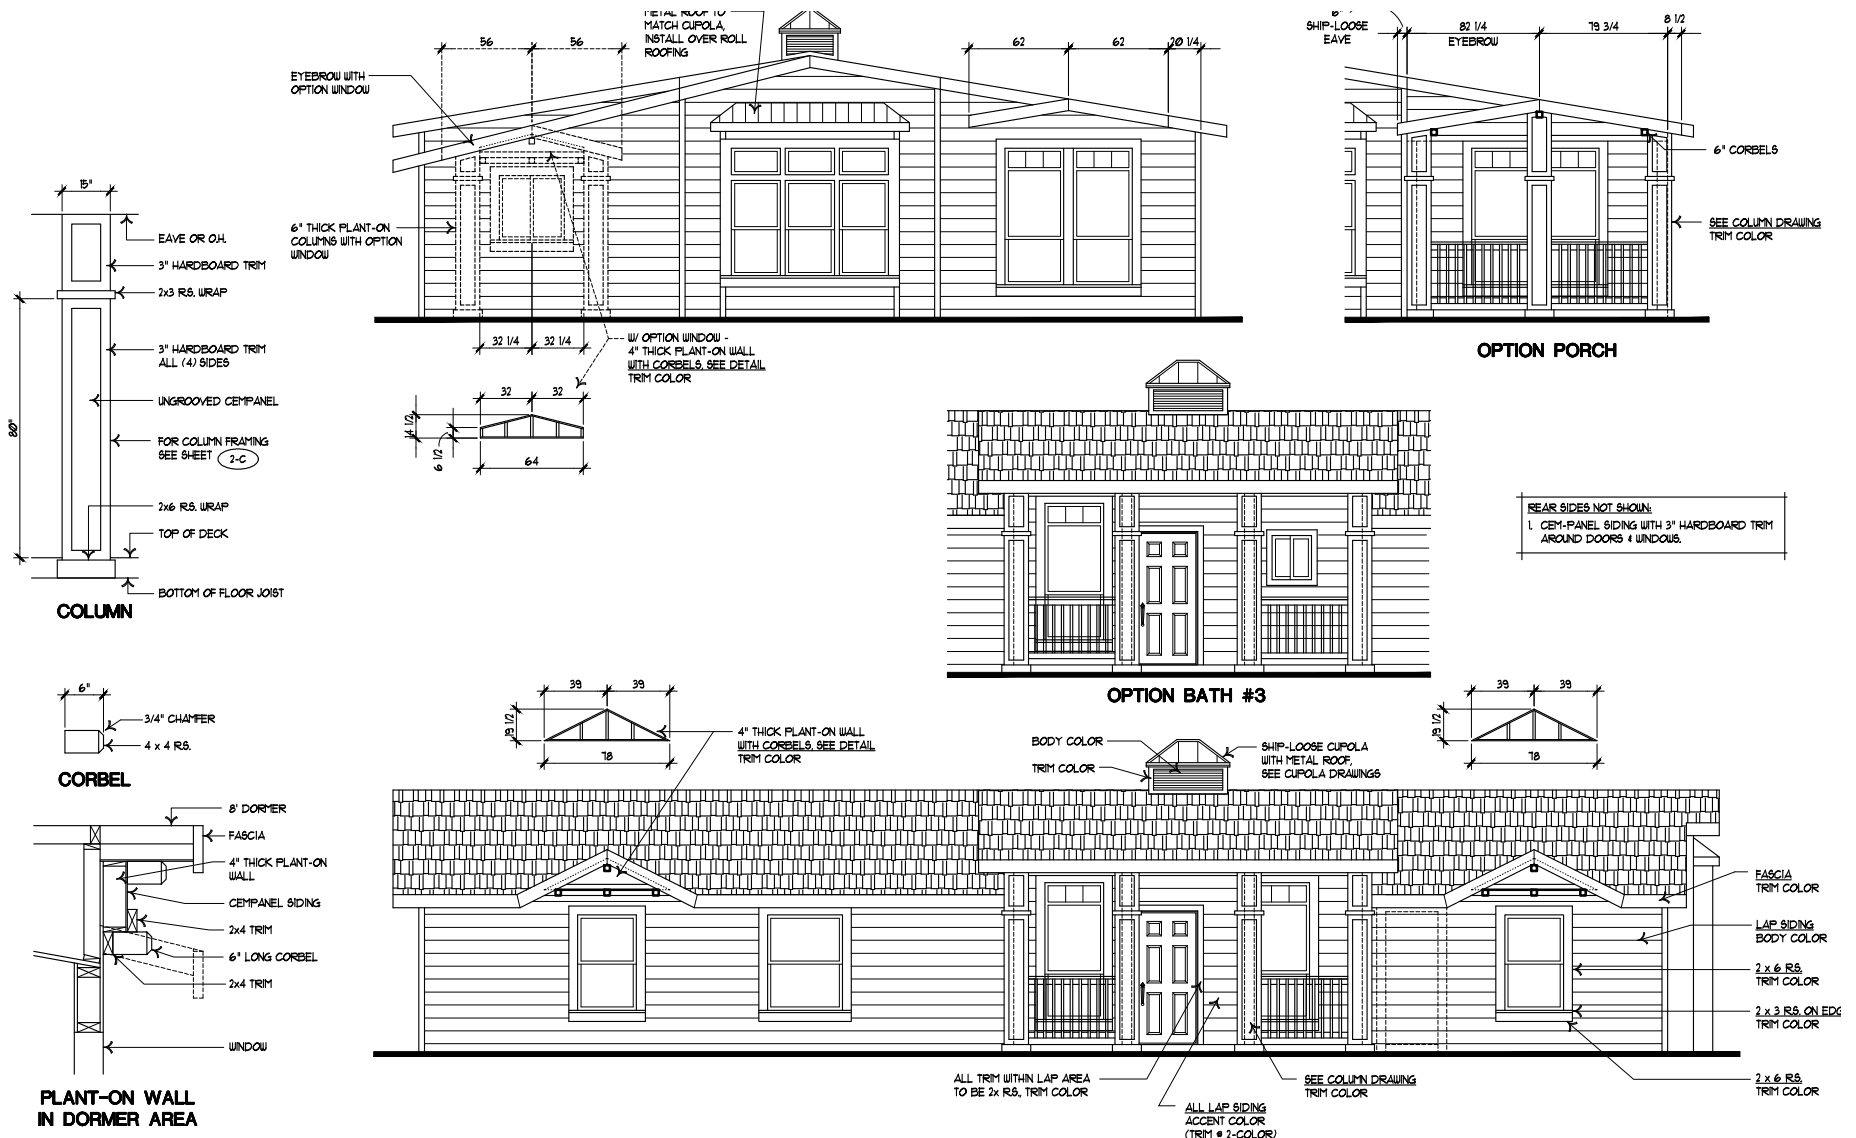 METAL ROOF TO
MATCH CUPOLA,
INSTALL OVER ROLL
ROOFING
56
56
62
62
20 1/4
EYEBROW WITH
OPTION WINDOW
6" THICK PLANT-ON
COLUMNS WITH OPTION
WINDOW
32 1/4
32 1/4
W/ OPTION WINDOW -
4" THICK PLANT-ON WALL
WITH CORBELS, SEE DETAIL
TRIM COLOR
32
32
14 1/2
6 1/2
64
6"
SHIP-LOOSE
EAVE
82 1/4
EYEBROW
79 3/4
8 1/2
6" CORBELS
SEE COLUMN DRAWING
TRIM COLOR
OPTION PORCH
15"
EAVE OR O.H.
3" HARDBOARD TRIM
2x3 R.S. WRAP
3" HARDBOARD TRIM
ALL (4) SIDES
UNGROOVED CEMPANEL
80"
FOR COLUMN FRAMING
SEE SHEET 2-C
2x6 R.S. WRAP
TOP OF DECK
BOTTOM OF FLOOR JOIST
COLUMN
REAR SIDES NOT SHOWN:
1. CEM-PANEL SIDING WITH 3" HARDBOARD TRIM
AROUND DOORS & WINDOWS.
OPTION BATH #3
6"
3/4" CHAMFER
4 x 4 R.S.
CORBEL
8' DORMER
FASCIA
4" THICK PLANT-ON
WALL
CEMPANEL SIDING
2x4 TRIM
6" LONG CORBEL
2x4 TRIM
WINDOW
PLANT-ON WALL
IN DORMER AREA
39
39
19 1/2
78
4" THICK PLANT-ON WALL
WITH CORBELS, SEE DETAIL
TRIM COLOR
BODY COLOR
TRIM COLOR
SHIP-LOOSE CUPOLA
WITH METAL ROOF,
SEE CUPOLA DRAWINGS
39
39
19 1/2
78
FASCIA
TRIM COLOR
LAP SIDING
BODY COLOR
2 x 6 R.S.
TRIM COLOR
2 x 3 R.S. ON EDG
TRIM COLOR
2 x 6 R.S.
TRIM COLOR
ALL TRIM WITHIN LAP AREA
TO BE 2x R.S., TRIM COLOR
SEE COLUMN DRAWING
TRIM COLOR
ALL LAP SIDING
ACCENT COLOR
(TRIM @ 2-COLOR)